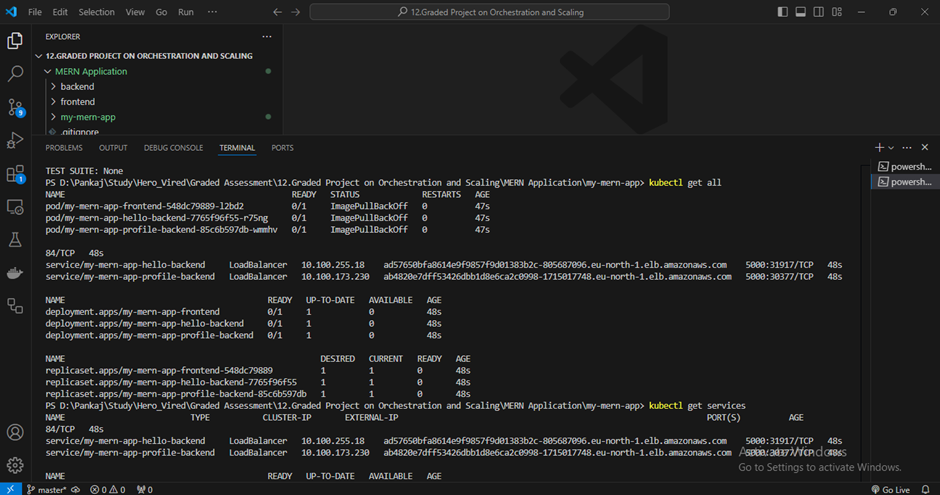 File Edit Selection View Go Run ··· 12.Graded Project on Orchestration and Scaling
EXPLORER ···
12.GRADED PROJECT ON ORCHESTRATION AND SCALING
MERN Application
backend
frontend
my-mern-app
.gitignore
9
1
PROBLEMS OUTPUT DEBUG CONSOLE TERMINAL PORTS
powersh...
powersh...
TEST SUITE: None
PS D:\Pankaj\Study\Hero_Vired\Graded Assessment\12.Graded Project on Orchestration and Scaling\MERN Application\my-mern-app> kubectl get all
NAME READY STATUS RESTARTS AGE
pod/my-mern-app-frontend-548dc79889-l2bd2 0/1 ImagePullBackOff 0 47s
pod/my-mern-app-hello-backend-7765f96f55-r75ng 0/1 ImagePullBackOff 0 47s
pod/my-mern-app-profile-backend-85c6b597db-wmmhv 0/1 ImagePullBackOff 0 47s
84/TCP 48s
service/my-mern-app-hello-backend LoadBalancer 10.100.255.18 ad57650bfa8614e9f9857f9d01383b2c-805687096.eu-north-1.elb.amazonaws.com 5000:31917/TCP 48s
service/my-mern-app-profile-backend LoadBalancer 10.100.173.230 ab4820e7dff53426dbb1d8e6ca2c0998-1715017748.eu-north-1.elb.amazonaws.com 5000:30377/TCP 48s
NAME READY UP-TO-DATE AVAILABLE AGE
deployment.apps/my-mern-app-frontend 0/1 1 0 48s
deployment.apps/my-mern-app-hello-backend 0/1 1 0 48s
deployment.apps/my-mern-app-profile-backend 0/1 1 0 48s
NAME DESIRED CURRENT READY AGE
replicaset.apps/my-mern-app-frontend-548dc79889 1 1 0 48s
replicaset.apps/my-mern-app-hello-backend-7765f96f55 1 1 0 48s
replicaset.apps/my-mern-app-profile-backend-85c6b597db 1 1 0 48s
PS D:\Pankaj\Study\Hero_Vired\Graded Assessment\12.Graded Project on Orchestration and Scaling\MERN Application\my-mern-app> kubectl get services
NAME TYPE CLUSTER-IP EXTERNAL-IP PORT(S) AGE
84/TCP 48s
service/my-mern-app-hello-backend LoadBalancer 10.100.255.18 ad57650bfa8614e9f9857f9d01383b2c-805687096.eu-north-1.elb.amazonaws.com 5000:31917/TCP 48s
service/my-mern-app-profile-backend LoadBalancer 10.100.173.230 ab4820e7dff53426dbb1d8e6ca2c0998-1715017748.eu-north-1.elb.amazonaws.com 5000:30377/TCP 48s
NAME READY UP-TO-DATE AVAILABLE AGE
Go to Settings to activate Windows.
master* 0 0 0 Go Live